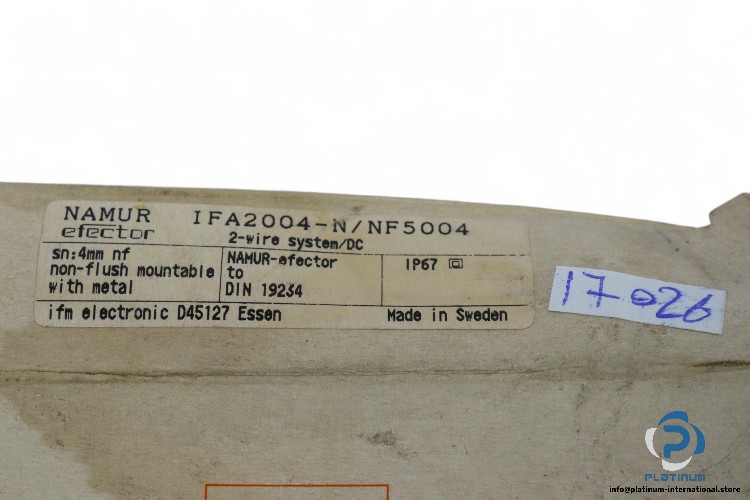 NAMUR IFA2004-N/NF5004
efector 2-wire system/DC
sn:4mm nf
non-flush mountable
with metal
NAMUR-efector
to
DIN 19234
IP67
ifm electronic D45127 Essen Made in Sweden
17026
PLATINUM
info@platinum-international.store